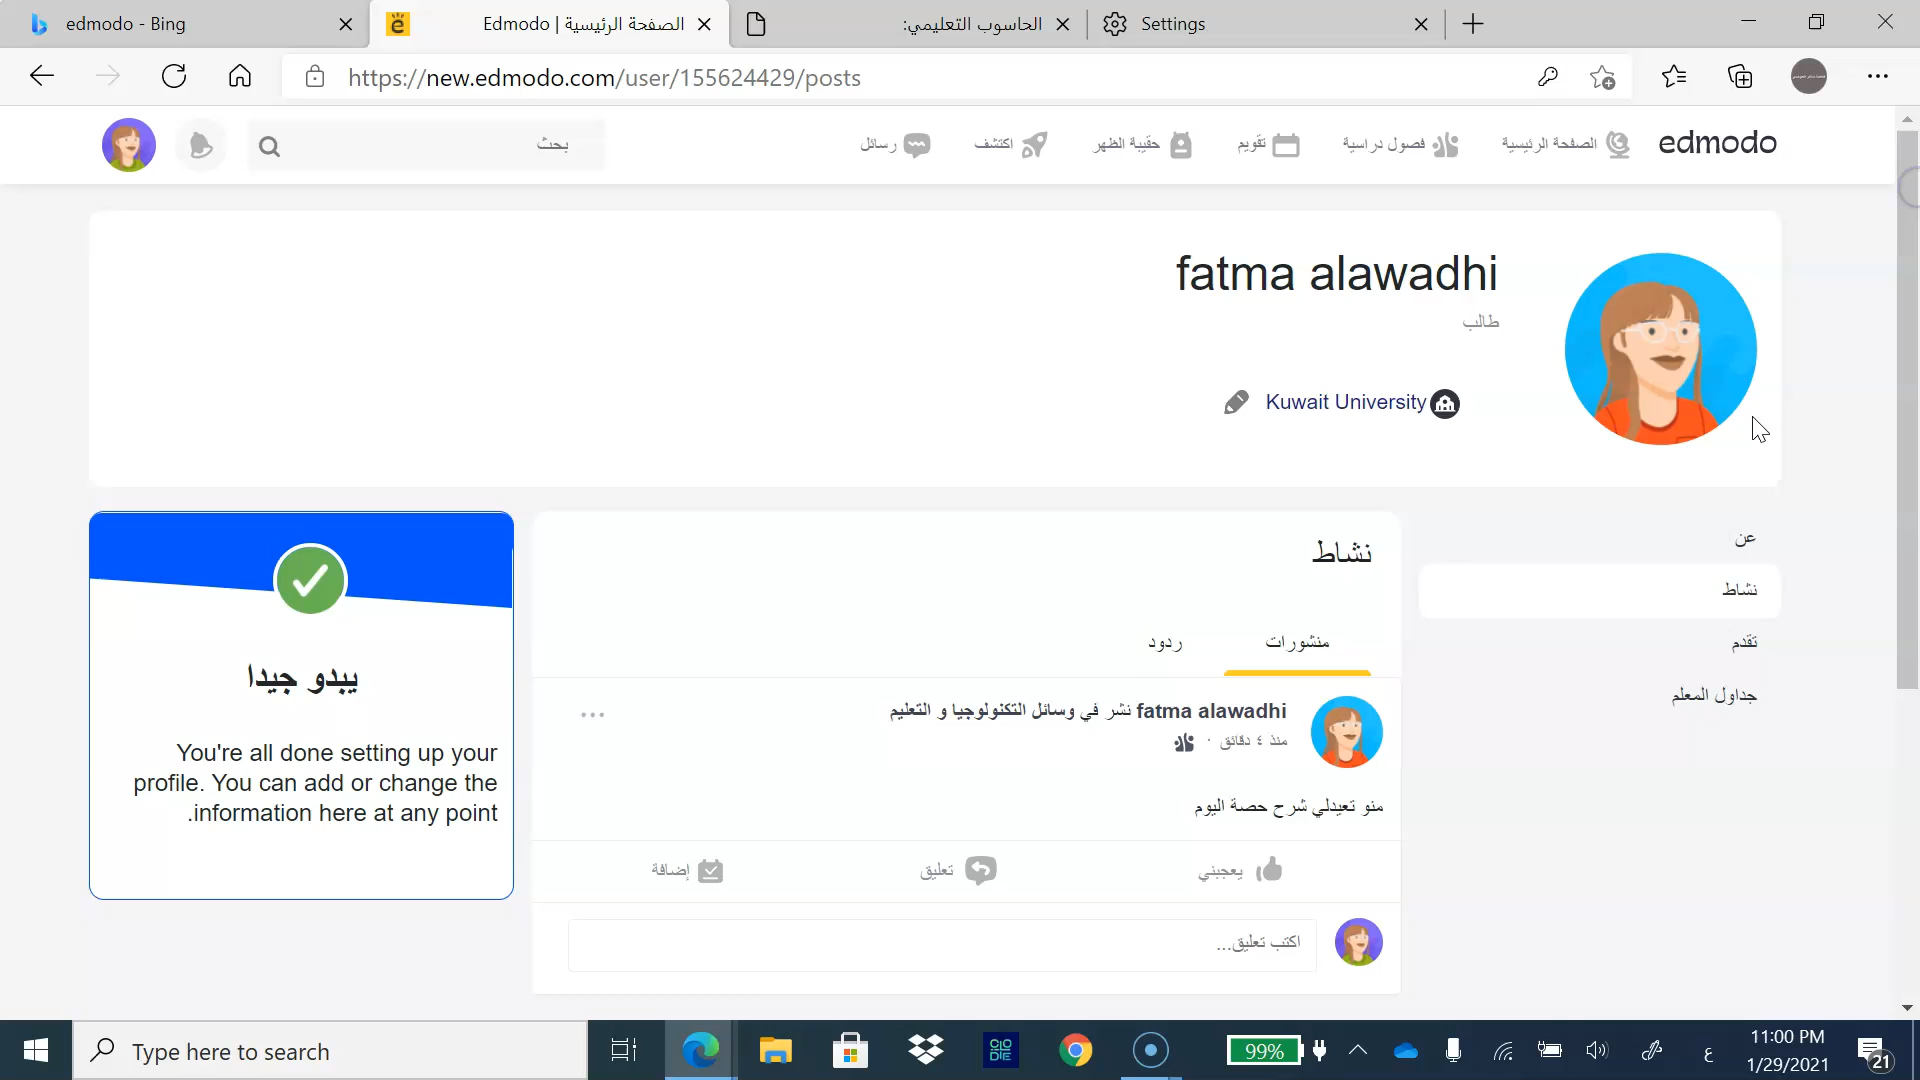 edmodo - Bing
Edmodo | الصفحة الرئيسية
الحاسوب التعليمي:
Settings
https://new.edmodo.com/user/155624429/posts
edmodo
الصفحة الرئيسية
فصول دراسية
تقويم
حقيبة الظهر
اكتشف
رسائل
بحث
fatma alawadhi
طالب
Kuwait University
عن
نشاط
تقدم
جداول المعلم
نشاط
منشورات
ردود
fatma alawadhi نشر في وسائل التكنولوجيا و التعليم
منذ ٤ دقائق ·
منو تعيدلي شرح حصة اليوم
يعجبني
تعليق
إضافة
اكتب تعليق...
يبدو جيدا
You're all done setting up your
profile. You can add or change the
.information here at any point
Type here to search
CODE
99%
ع
11:00 PM
1/29/2021
21